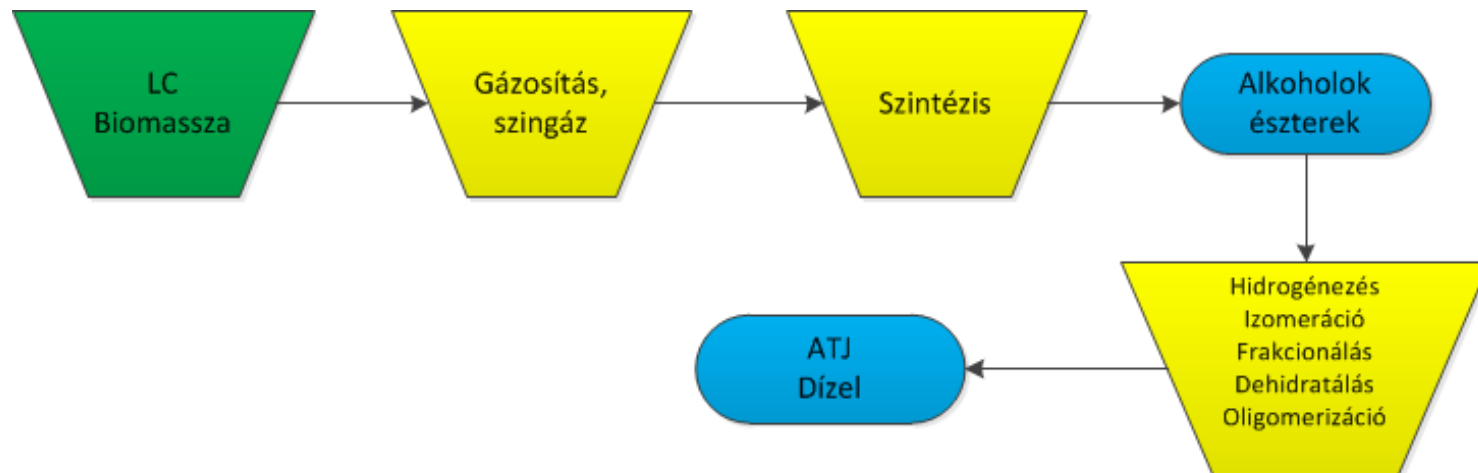 LC
Biomassza
Gázosítás,
szingáz
Szintézis
Alkoholok
észterek
Hidrogénezés
Izomeráció
Frakcionálás
Dehidratálás
Oligomerizáció
ATJ
Dízel